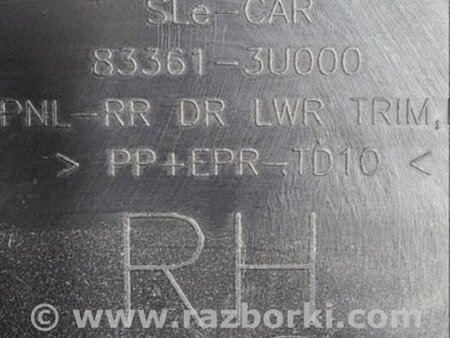 SLe-CAR
83361-3U000
PNL-RR DR LWR TRIM,
> PP+EPR-TD10 <
RH
© www.razborki.com